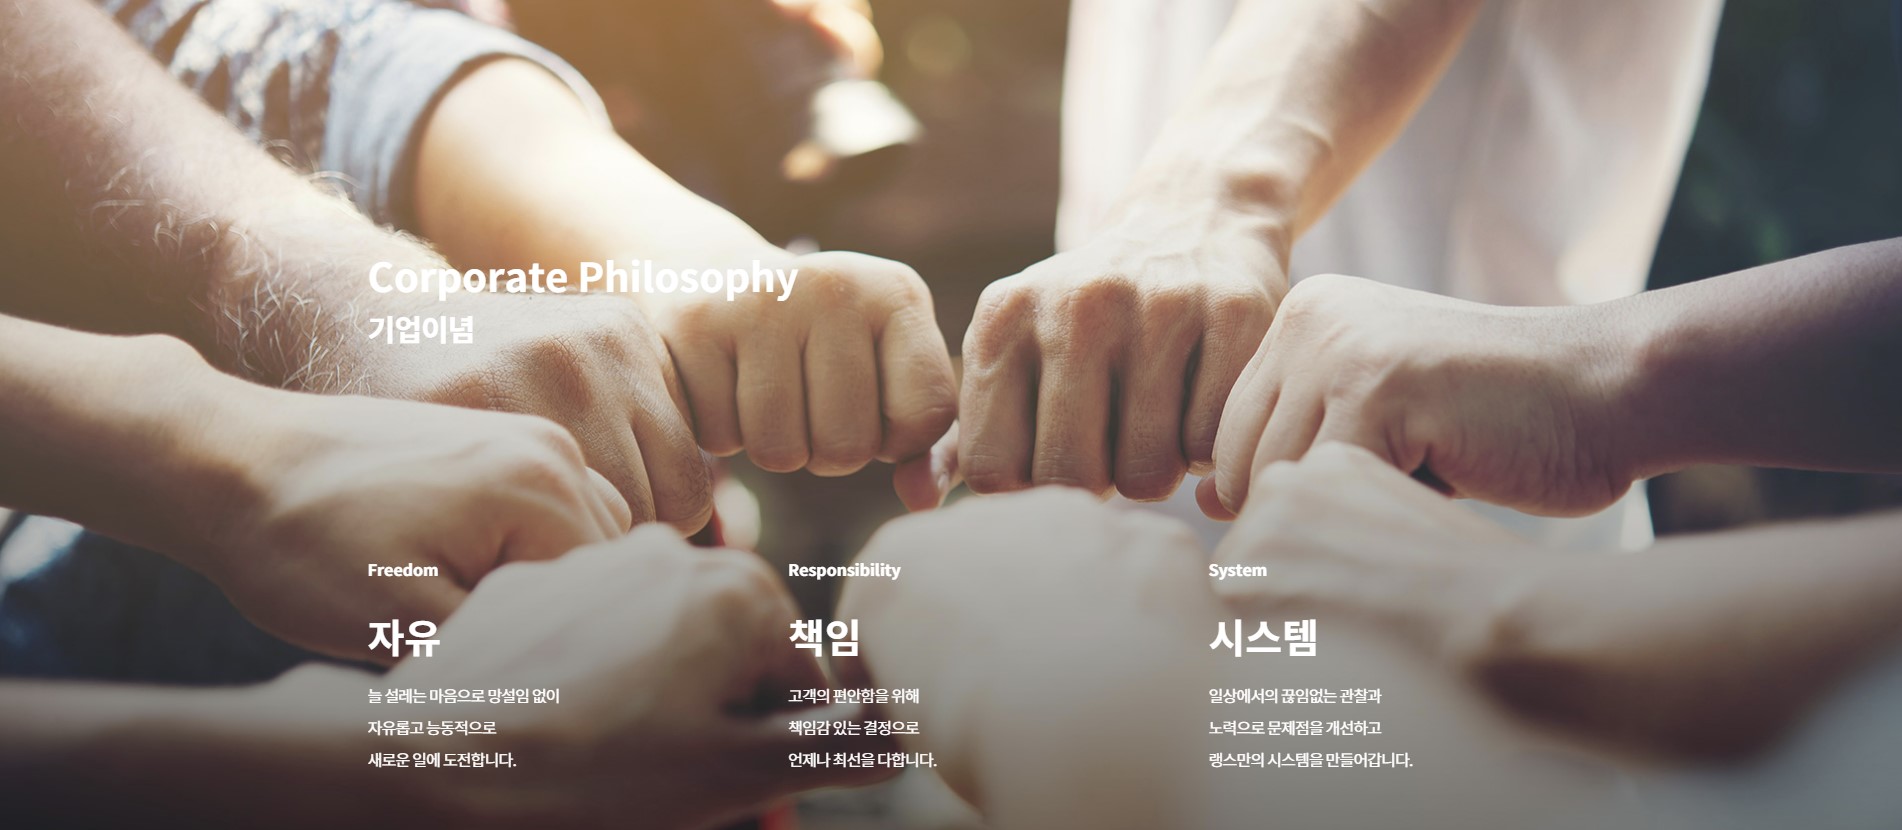 Corporate Philosophy
기업이념
Freedom
자유
늘 설레는 마음으로 망설임 없이
자유롭고 능동적으로
새로운 일에 도전합니다.
Responsibility
책임
고객의 편안함을 위해
책임감 있는 결정으로
언제나 최선을 다합니다.
System
시스템
일상에서의 끊임없는 관찰과
노력으로 문제점을 개선하고
랭스만의 시스템을 만들어갑니다.